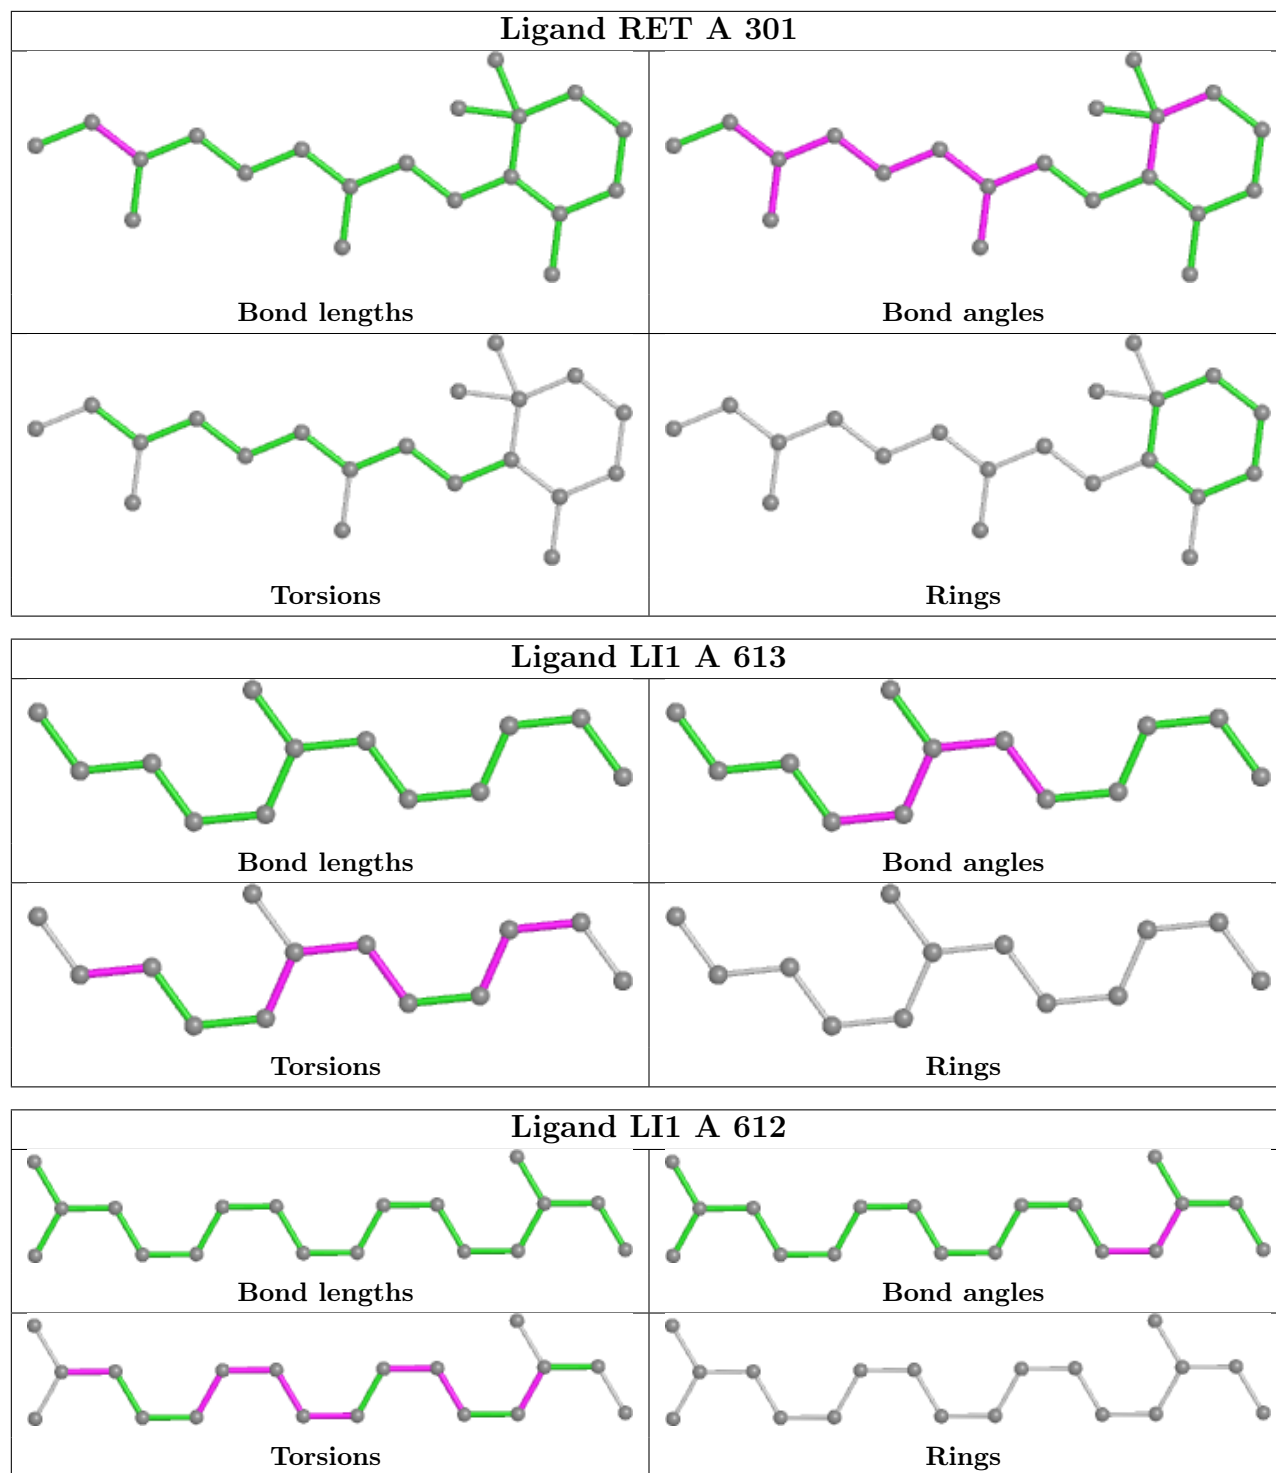 Ligand RET A 301
Bond lengths
Bond angles
Torsions
Rings
Ligand LI1 A 613
Bond lengths
Bond angles
Torsions
Rings
Ligand LI1 A 612
Bond lengths
Bond angles
Torsions
Rings